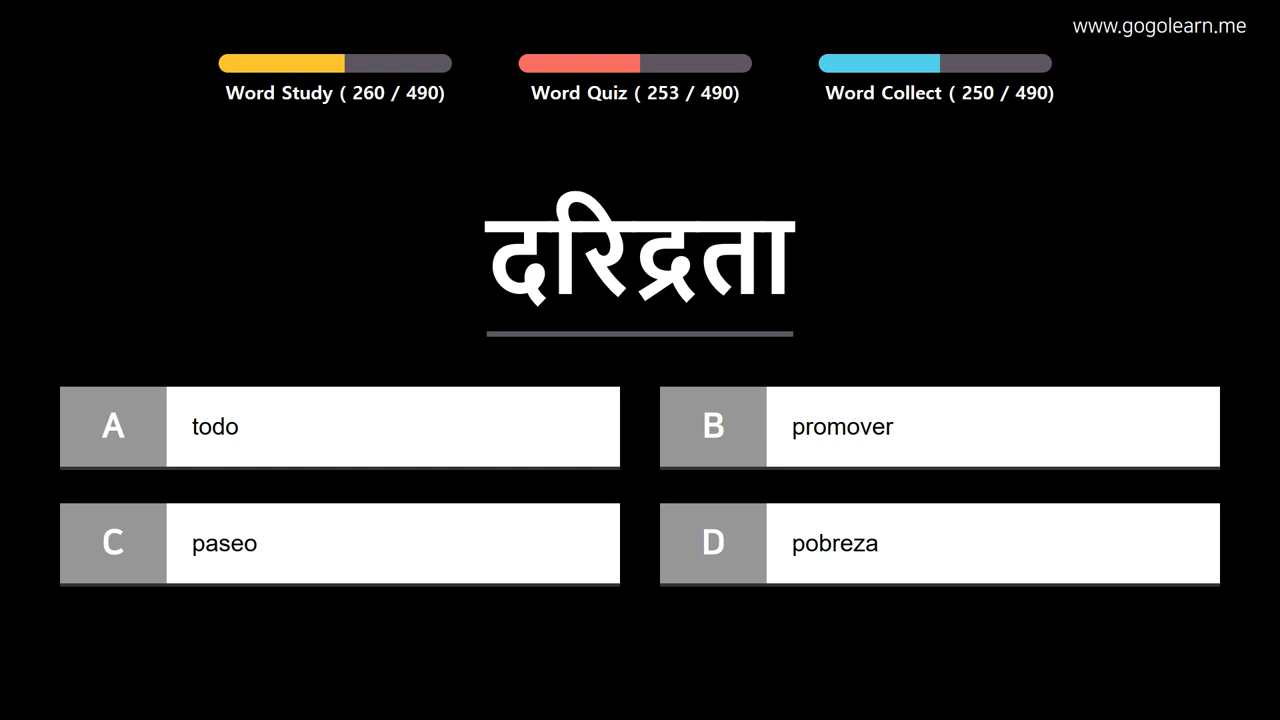 www.gogolearn.me
Word Study ( 260 / 490)
Word Quiz ( 253 / 490)
Word Collect ( 250 / 490)
दरिद्रता
A todo
B promover
C paseo
D pobreza